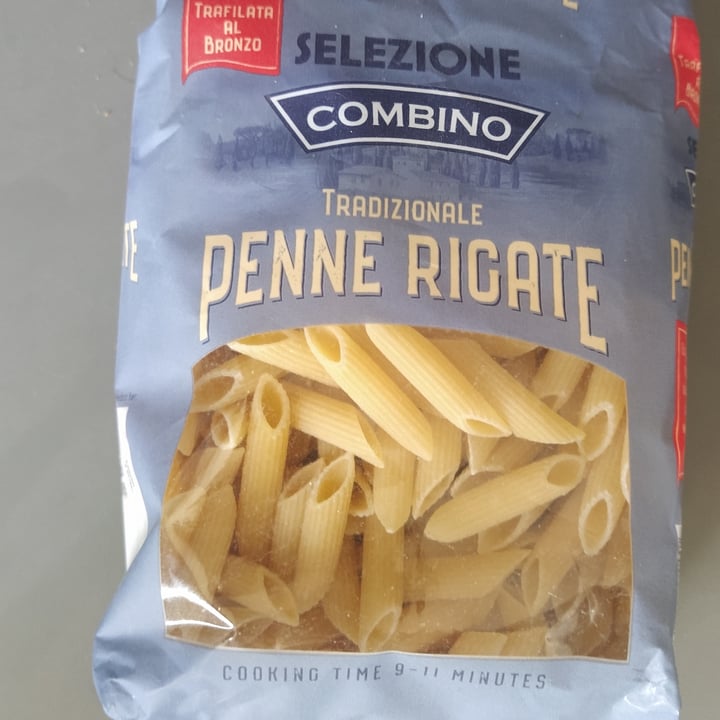 TRAFILATA
AL
BRONZO
SELEZIONE
COMBINO
TRADIZIONALE
PENNE RIGATE
COOKING TIME 9-11 MINUTES